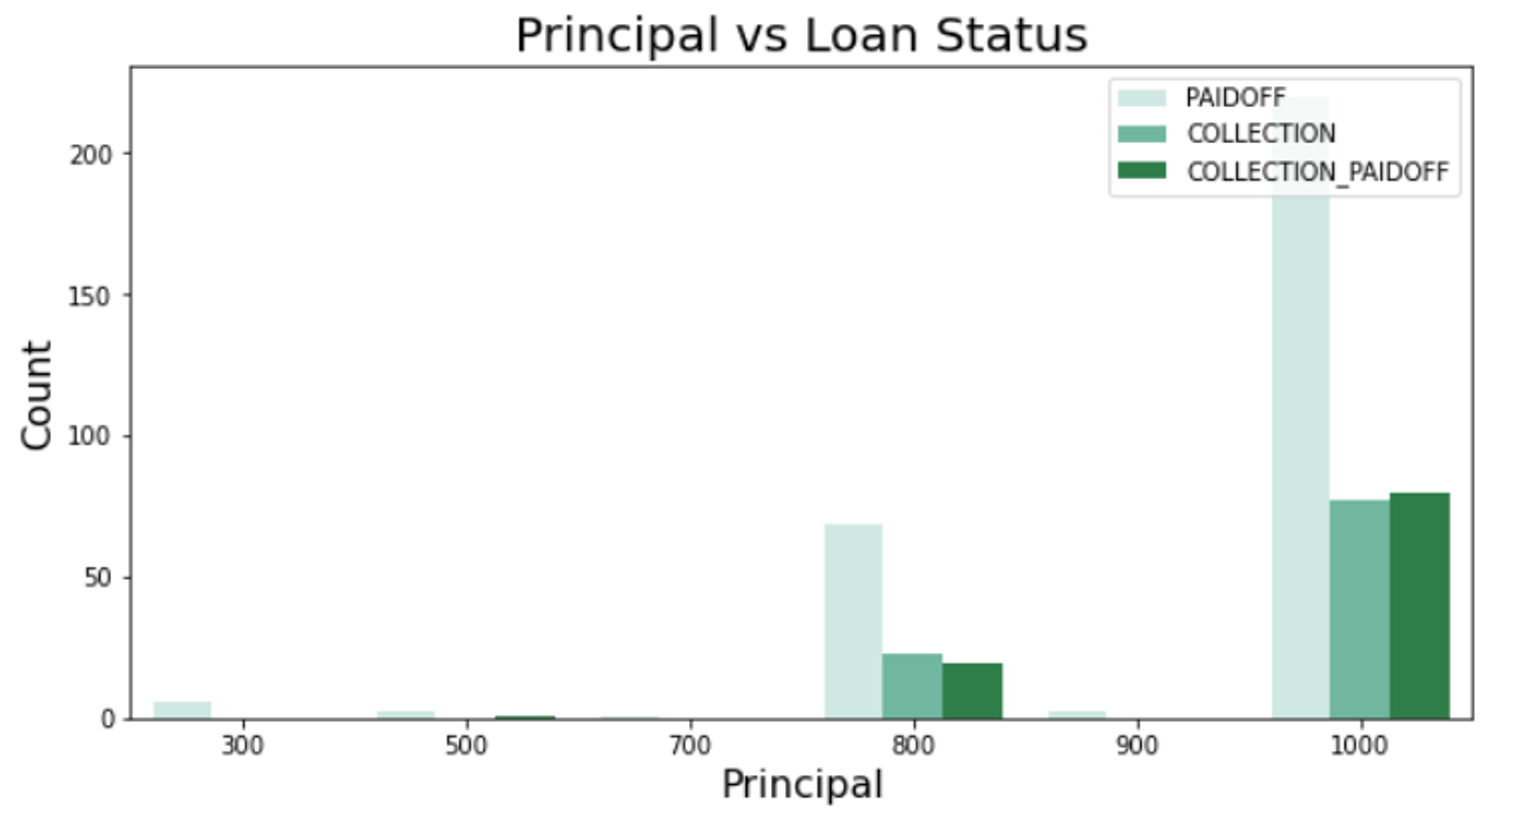 Principal vs Loan Status
PAIDOFF
COLLECTION
COLLECTION_PAIDOFF
200
150
100
50
0
Count
300 500 700 800 900 1000
Principal